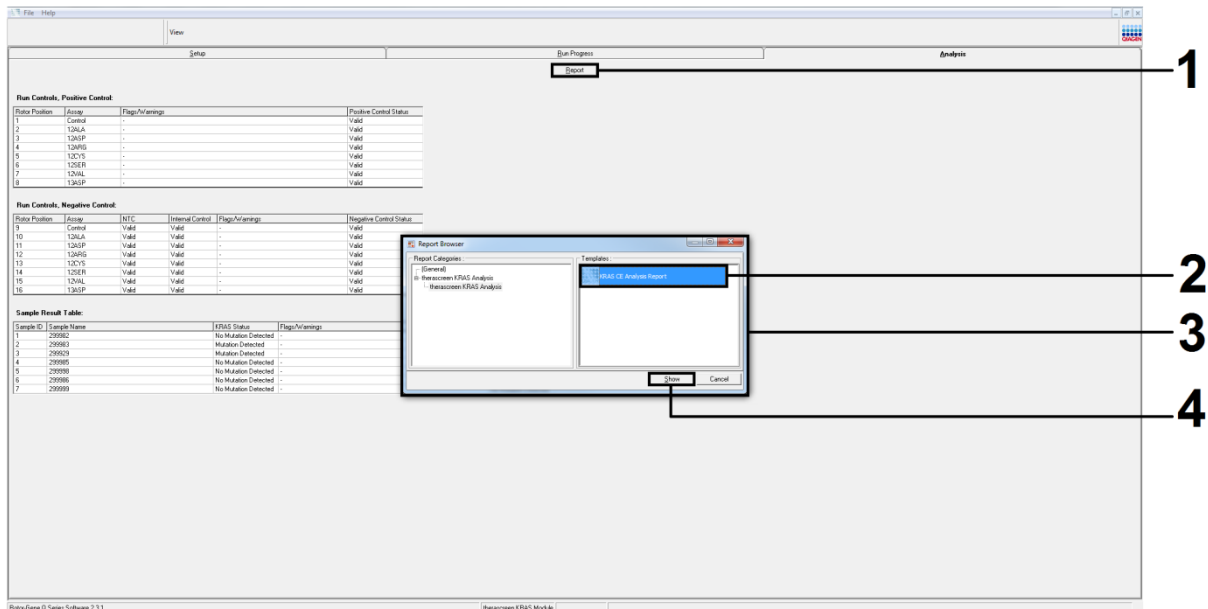 File Help
View
QIAGEN
Setup Run Progress Analysis
Report
1
Run Controls, Positive Control:
Rotor Position Assay Flags/Warnings Positive Control Status
1 Control - Valid
2 12ALA - Valid
3 12ASP - Valid
4 12ARG - Valid
5 12CYS - Valid
6 12SER - Valid
7 12VAL - Valid
8 13ASP - Valid
Run Controls, Negative Control:
Rotor Position Assay NTC Internal Control Flags/Warnings Negative Control Status
9 Control Valid Valid - Valid
10 12ALA Valid Valid - Valid
11 12ASP Valid Valid - Valid
12 12ARG Valid Valid - Valid
13 12CYS Valid Valid - Valid
14 12SER Valid Valid - Valid
15 12VAL Valid Valid - Valid
16 13ASP Valid Valid - Valid
Sample Result Table:
Sample ID Sample Name KRAS Status Flags/Warnings
1 299982 No Mutation Detected -
2 299983 Mutation Detected -
3 299929 Mutation Detected -
4 299985 No Mutation Detected -
5 299998 No Mutation Detected -
6 299986 No Mutation Detected -
7 299999 No Mutation Detected -
Report Browser
Report Categories : Templates :
(General)
therascreen KRAS Analysis
therascreen KRAS Analysis
KRAS CE Analysis Report
2
3
Show Cancel
4
Rotor-Gene Q Series Software 2.3.1 therascreen KRAS Module